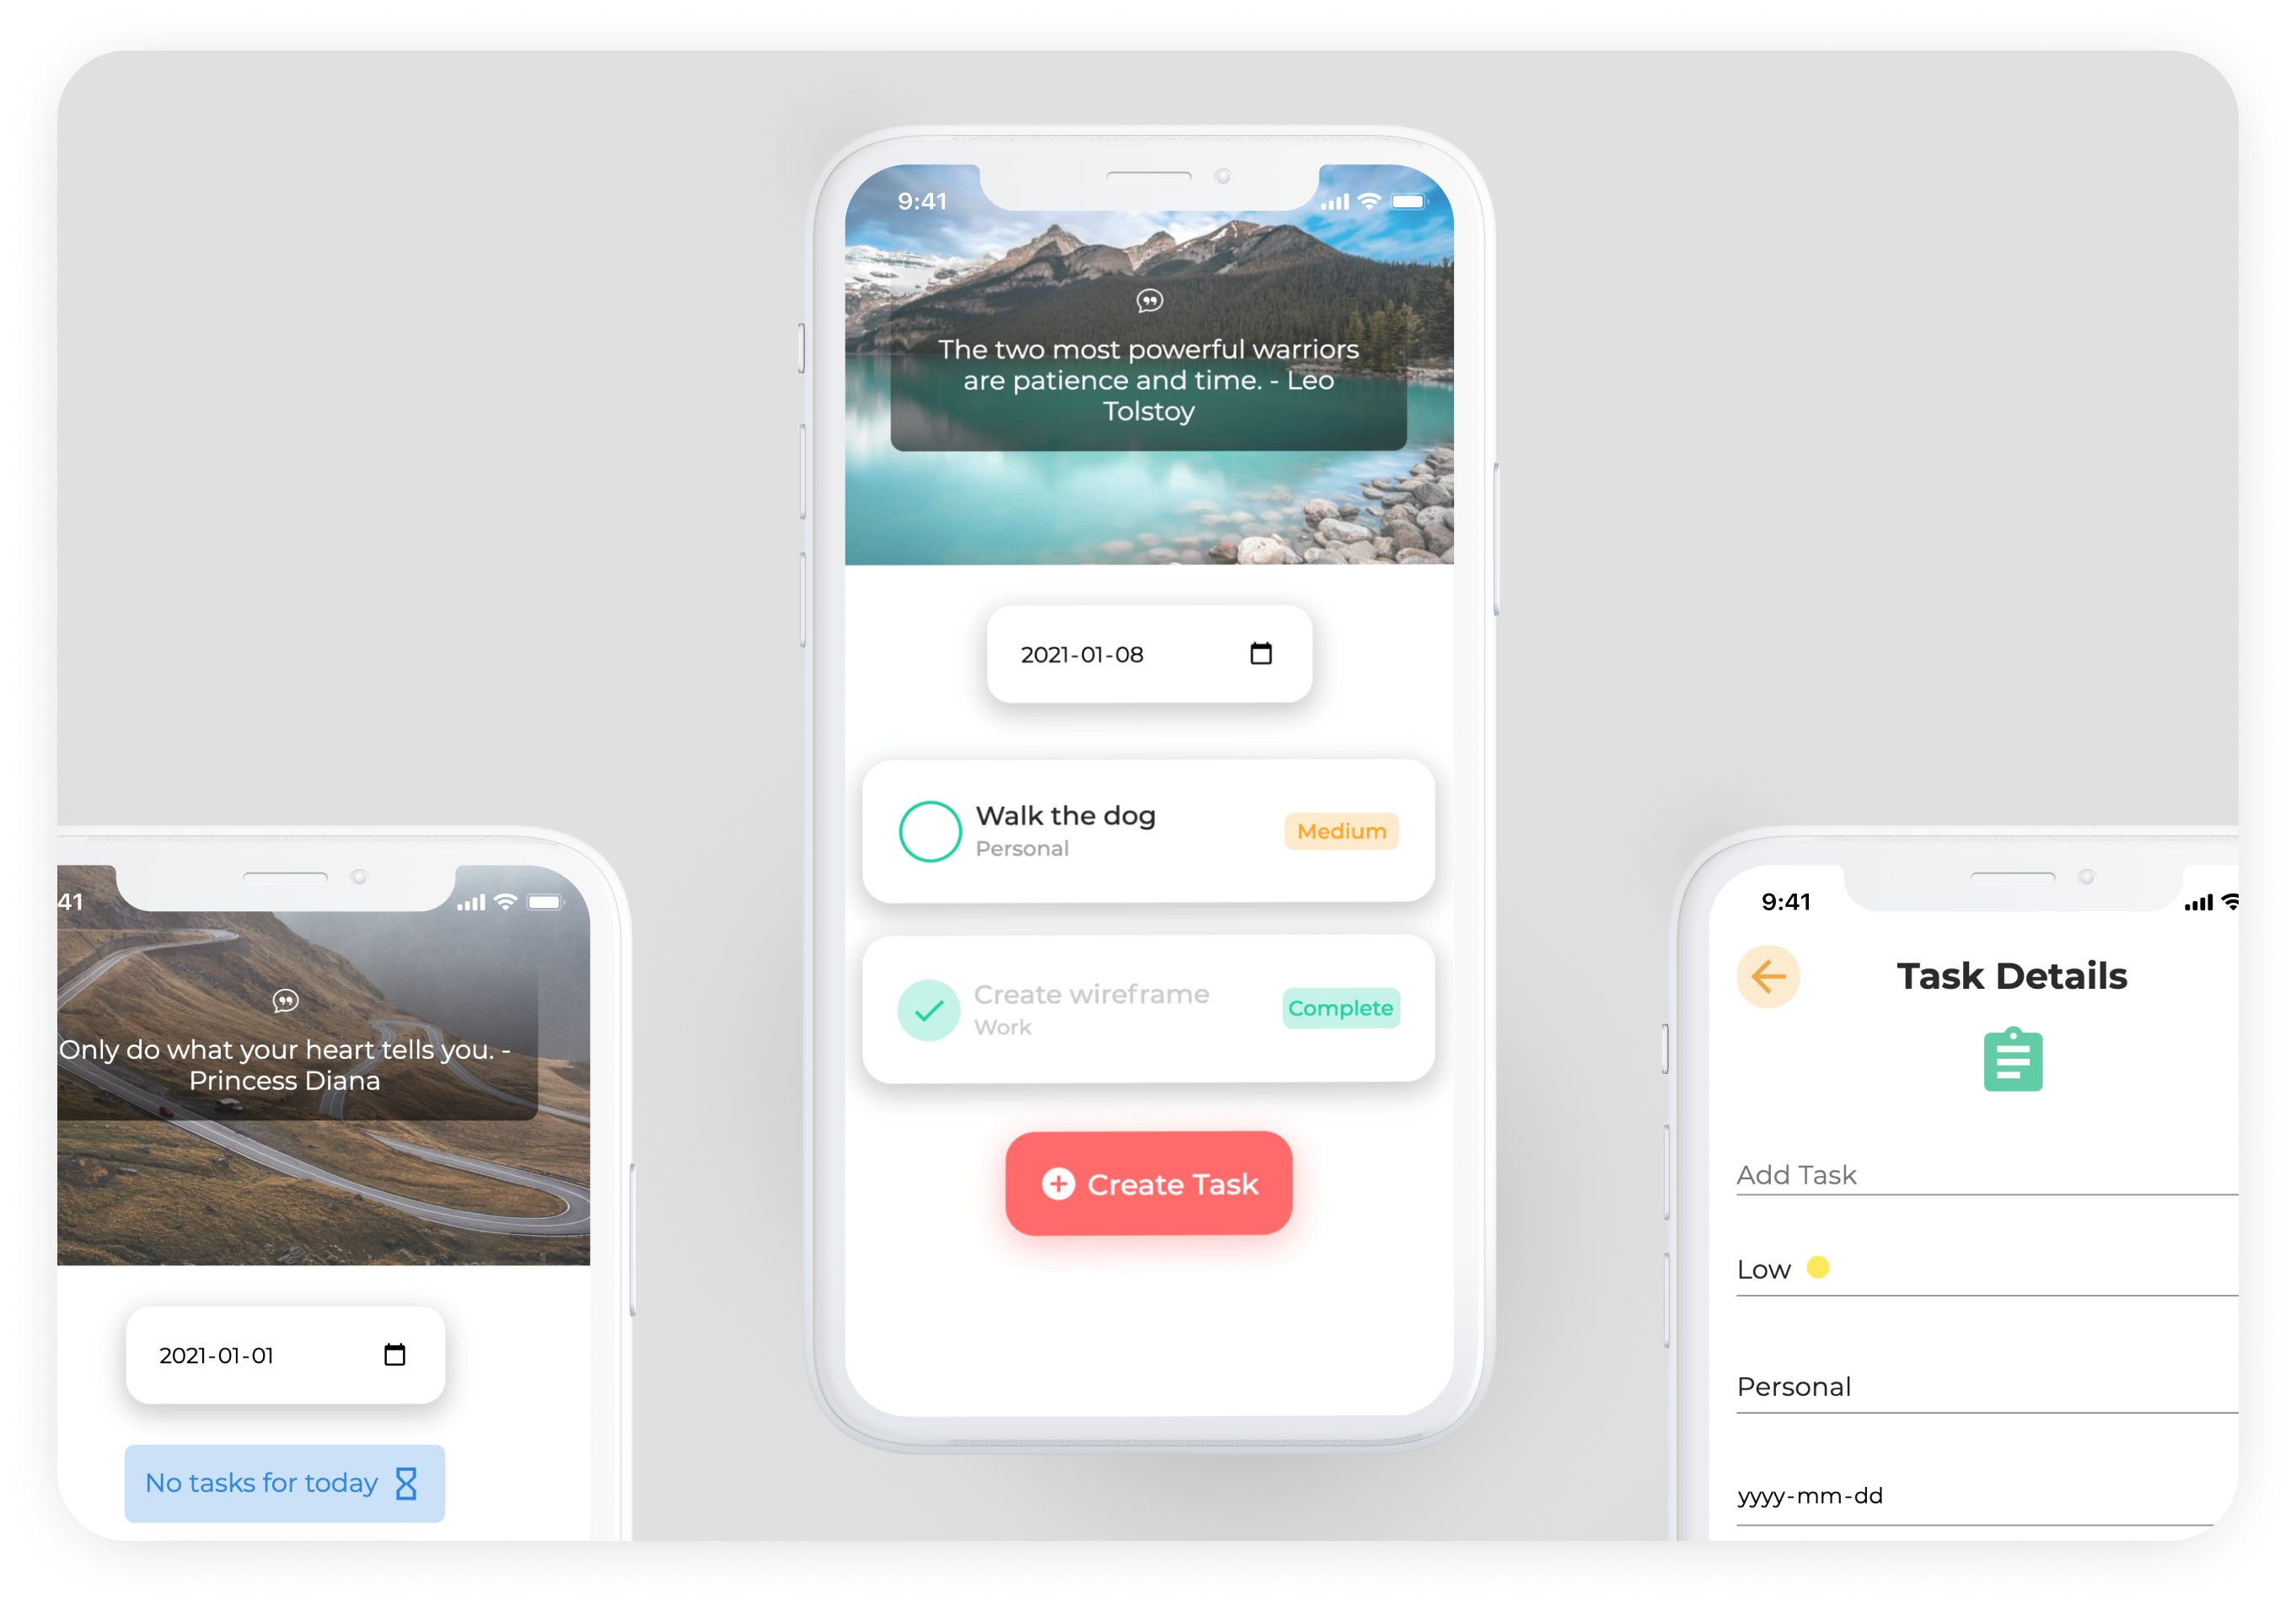 9:41
The two most powerful warriors
are patience and time. - Leo
Tolstoy
2021-01-08
Walk the dog
Personal
Medium
Create wireframe
Work
Complete
Create Task
41
Only do what your heart tells you. -
Princess Diana
2021-01-01
No tasks for today
9:41
Task Details
Add Task
Low
Personal
yyyy-mm-dd